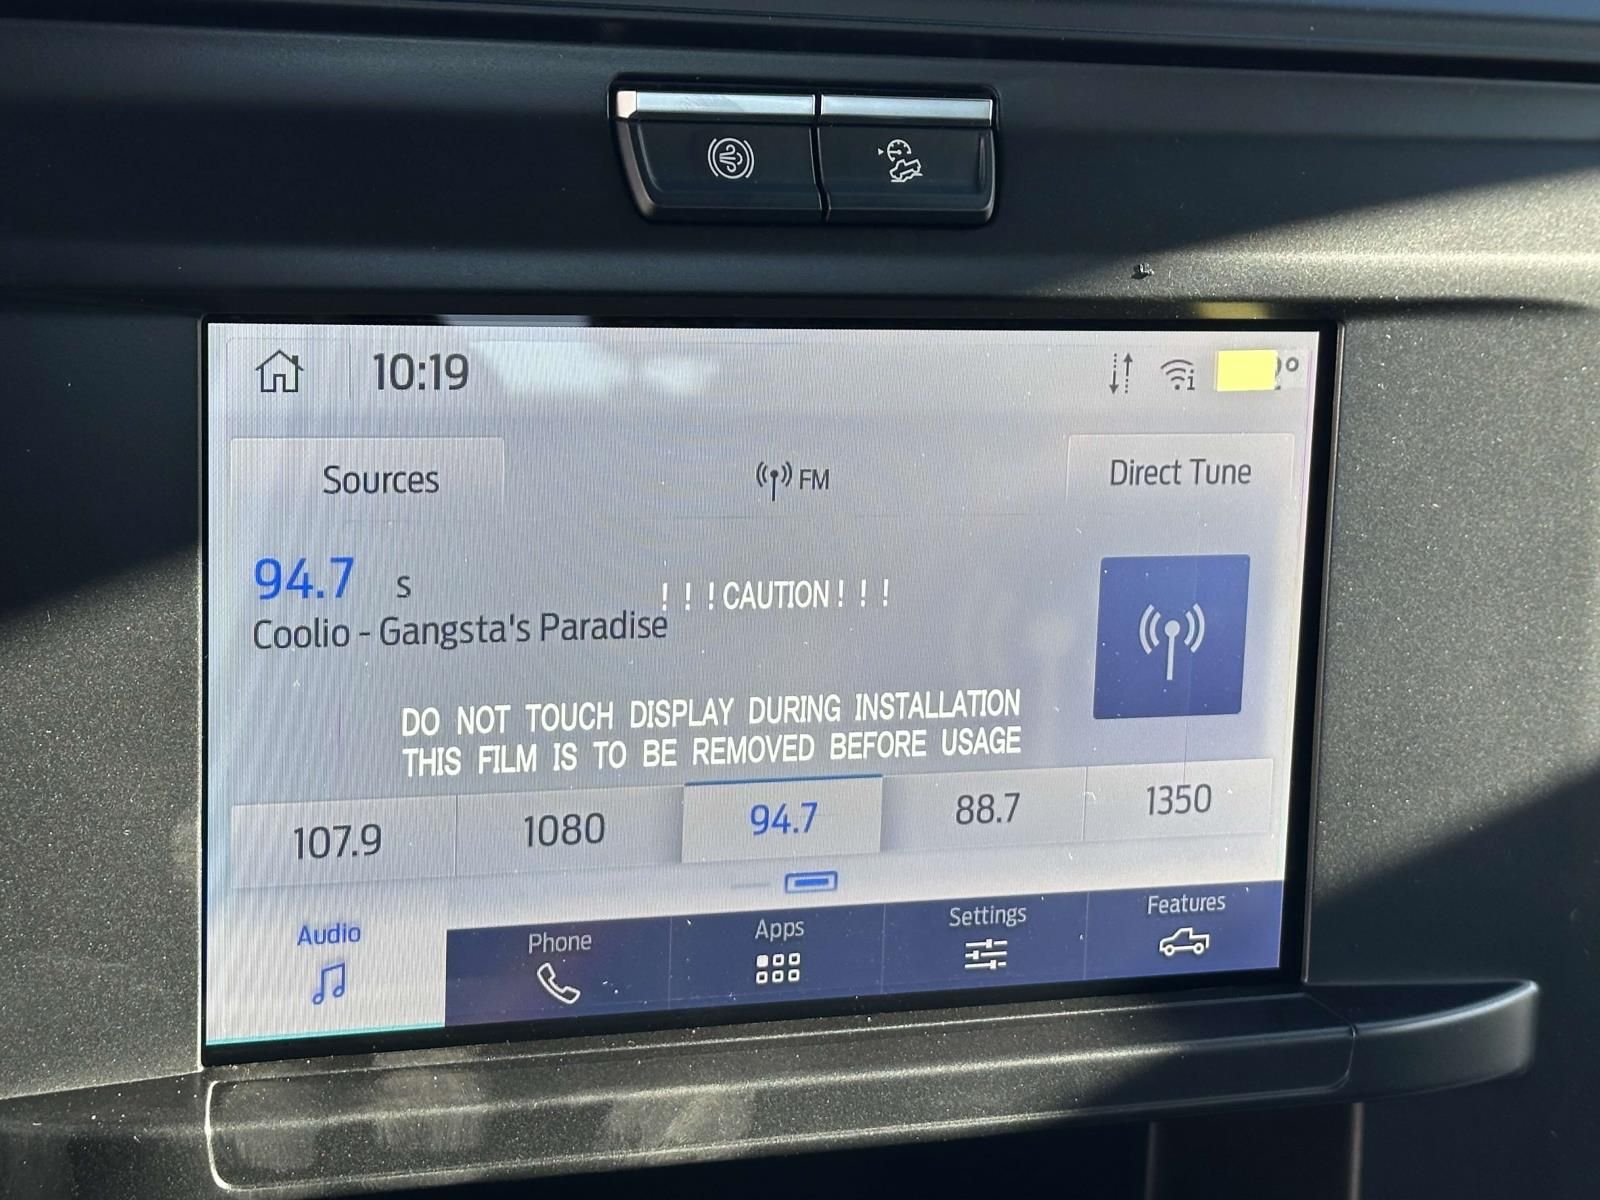 10:19
Sources
FM
Direct Tune
94.7 S
! ! ! CAUTION ! ! !
Coolio - Gangsta's Paradise
DO NOT TOUCH DISPLAY DURING INSTALLATION
THIS FILM IS TO BE REMOVED BEFORE USAGE
107.9 1080 94.7 88.7 1350
Audio Phone Apps Settings Features